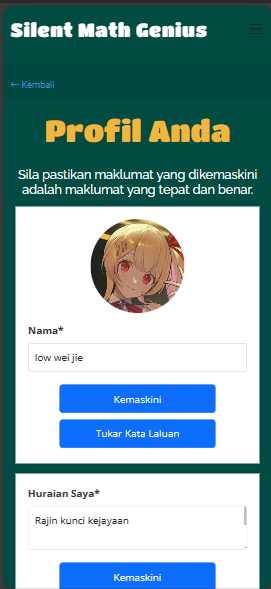 Silent Math Genius
← Kembali
Profil Anda
Sila pastikan maklumat yang dikemaskini
adalah maklumat yang tepat dan benar.
Nama*
low wei jie
Kemaskini
Tukar Kata Laluan
Huraian Saya*
Rajin kunci kejayaan
Kemaskini